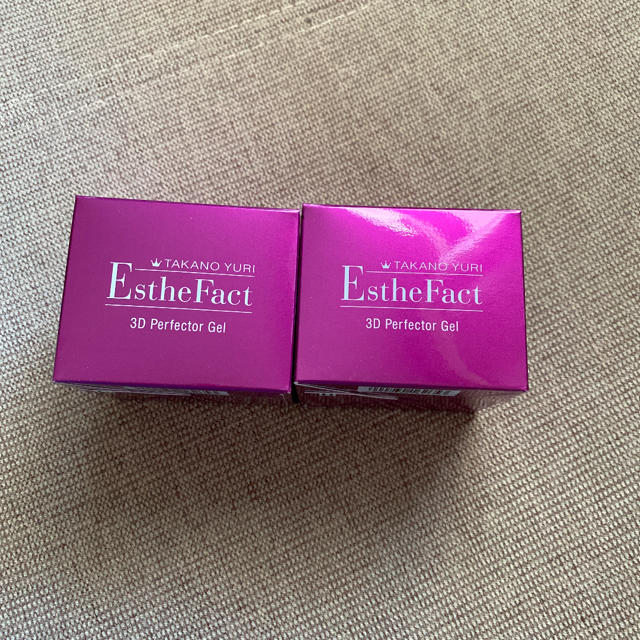 TAKANO YURI
EstheFact
3D Perfector Gel
TAKANO YURI
EstheFact
3D Perfector Gel